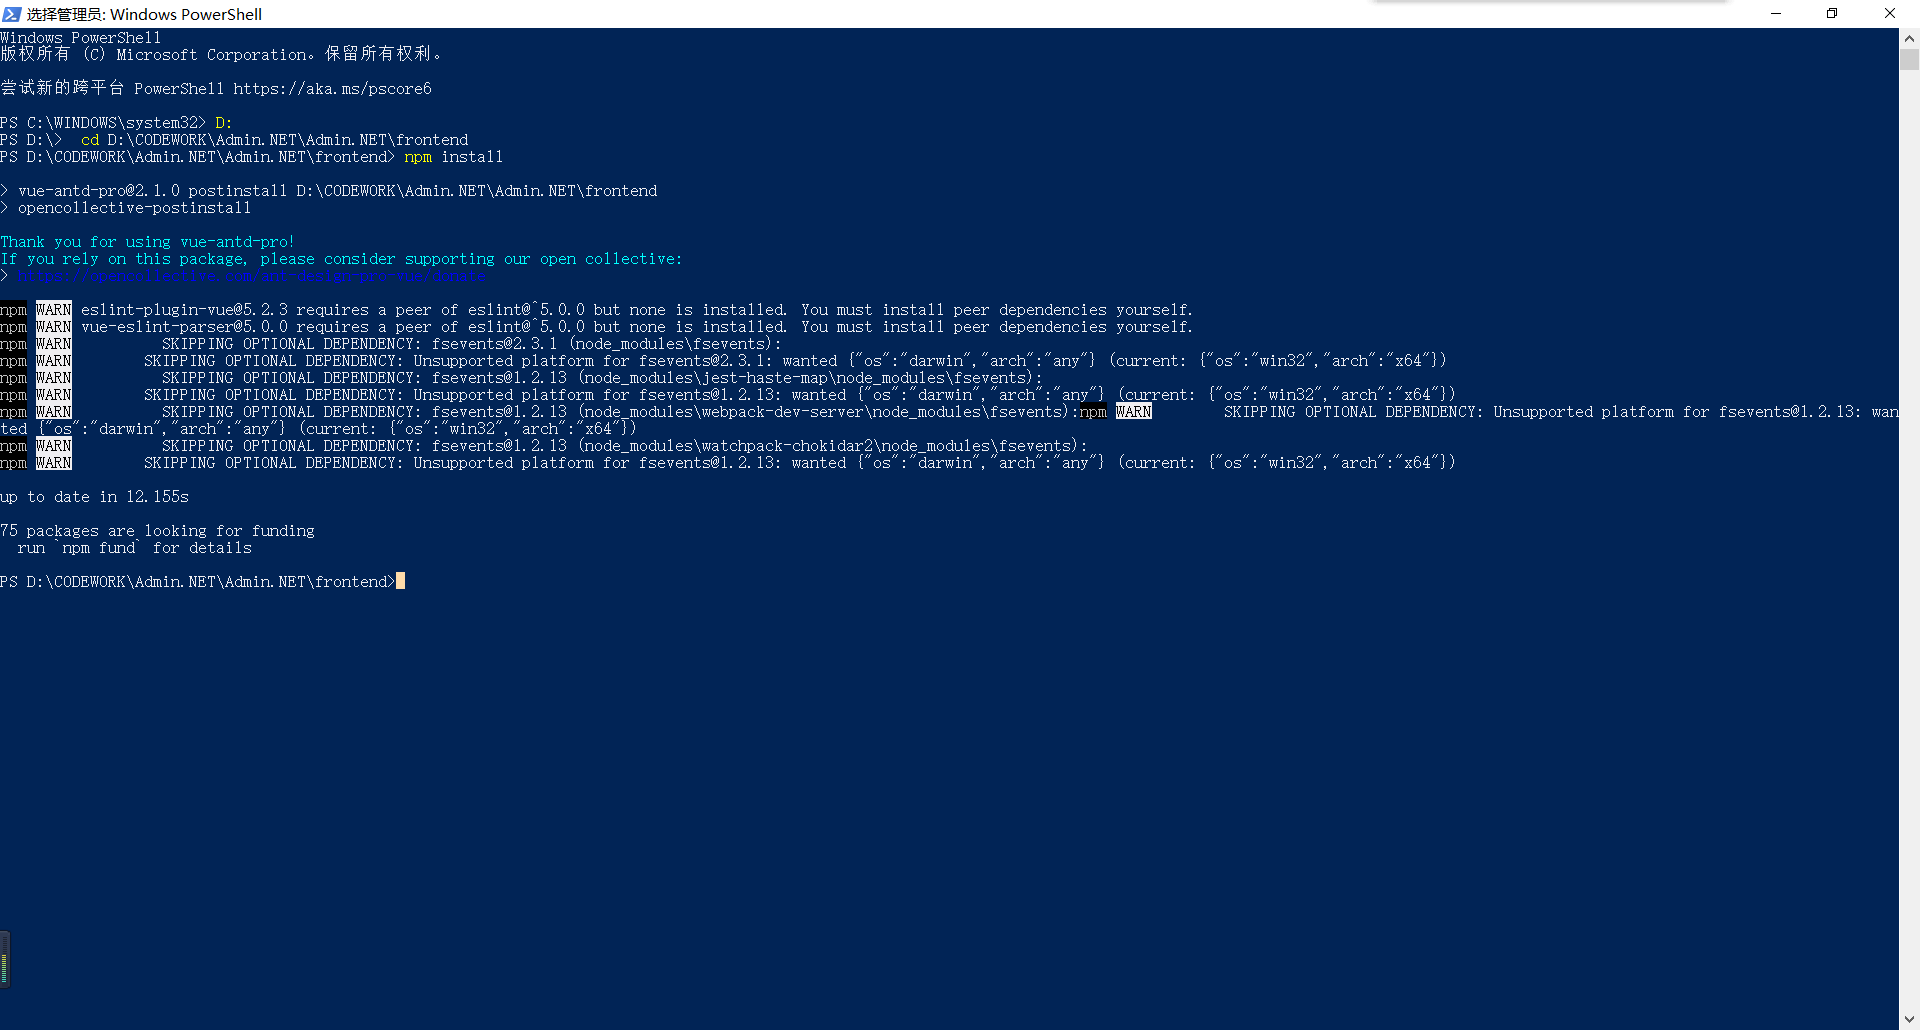 选择管理员: Windows PowerShell
Windows PowerShell
版权所有 (C) Microsoft Corporation。保留所有权利。
尝试新的跨平台 PowerShell https://aka.ms/pscore6
PS C:\WINDOWS\system32> D:
PS D:\>  cd D:\CODEWORK\Admin.NET\Admin.NET\frontend
PS D:\CODEWORK\Admin.NET\Admin.NET\frontend> npm install
> vue-antd-pro@2.1.0 postinstall D:\CODEWORK\Admin.NET\Admin.NET\frontend
> opencollective-postinstall
Thank you for using vue-antd-pro!
If you rely on this package, please consider supporting our open collective:
> https://opencollective.com/ant-design-pro-vue/donate
npm WARN eslint-plugin-vue@5.2.3 requires a peer of eslint@^5.0.0 but none is installed. You must install peer dependencies yourself.
npm WARN vue-eslint-parser@5.0.0 requires a peer of eslint@^5.0.0 but none is installed. You must install peer dependencies yourself.
npm WARN SKIPPING OPTIONAL DEPENDENCY: fsevents@2.3.1 (node_modules\fsevents):
npm WARN SKIPPING OPTIONAL DEPENDENCY: Unsupported platform for fsevents@2.3.1: wanted {"os":"darwin","arch":"any"} (current: {"os":"win32","arch":"x64"})
npm WARN SKIPPING OPTIONAL DEPENDENCY: fsevents@1.2.13 (node_modules\jest-haste-map\node_modules\fsevents):
npm WARN SKIPPING OPTIONAL DEPENDENCY: Unsupported platform for fsevents@1.2.13: wanted {"os":"darwin","arch":"any"} (current: {"os":"win32","arch":"x64"})
npm WARN SKIPPING OPTIONAL DEPENDENCY: fsevents@1.2.13 (node_modules\webpack-dev-server\node_modules\fsevents):npm WARN SKIPPING OPTIONAL DEPENDENCY: Unsupported platform for fsevents@1.2.13: wan
ted {"os":"darwin","arch":"any"} (current: {"os":"win32","arch":"x64"})
npm WARN SKIPPING OPTIONAL DEPENDENCY: fsevents@1.2.13 (node_modules\watchpack-chokidar2\node_modules\fsevents):
npm WARN SKIPPING OPTIONAL DEPENDENCY: Unsupported platform for fsevents@1.2.13: wanted {"os":"darwin","arch":"any"} (current: {"os":"win32","arch":"x64"})
up to date in 12.155s
75 packages are looking for funding
run `npm fund` for details
PS D:\CODEWORK\Admin.NET\Admin.NET\frontend>